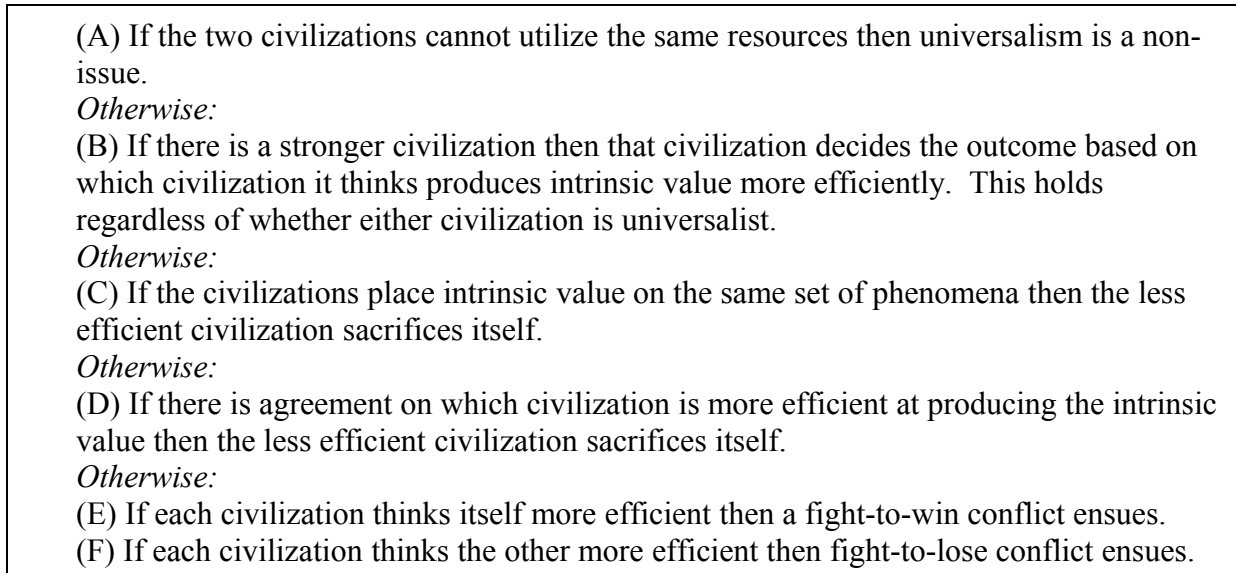 (A) If the two civilizations cannot utilize the same resources then universalism is a non-
issue.
Otherwise:
(B) If there is a stronger civilization then that civilization decides the outcome based on
which civilization it thinks produces intrinsic value more efficiently.  This holds
regardless of whether either civilization is universalist.
Otherwise:
(C) If the civilizations place intrinsic value on the same set of phenomena then the less
efficient civilization sacrifices itself.
Otherwise:
(D) If there is agreement on which civilization is more efficient at producing the intrinsic
value then the less efficient civilization sacrifices itself.
Otherwise:
(E) If each civilization thinks itself more efficient then a fight-to-win conflict ensues.
(F) If each civilization thinks the other more efficient then fight-to-lose conflict ensues.